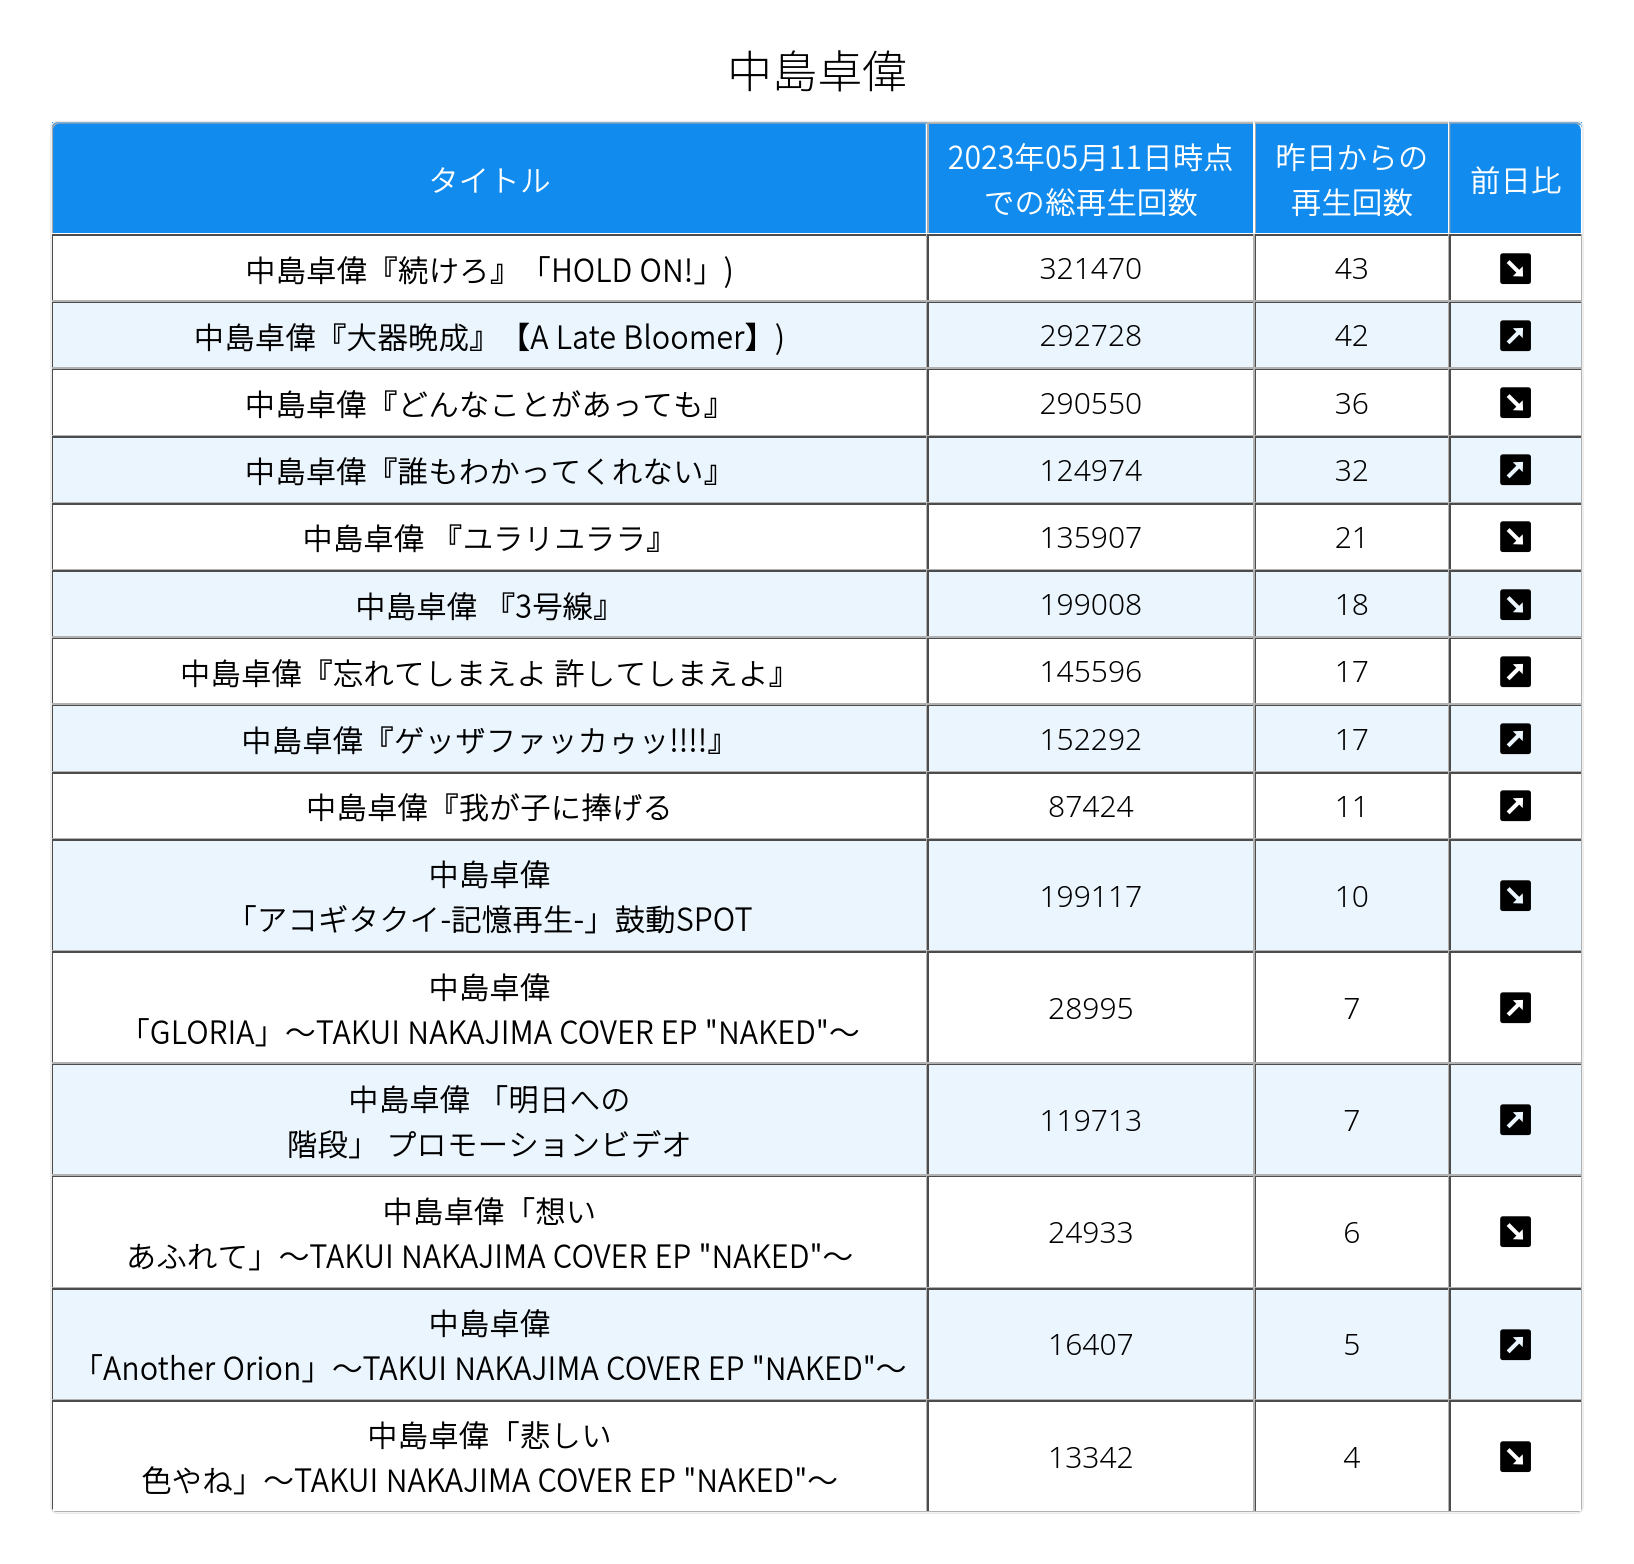 中島卓偉
タイトル
2023年05月11日時点
での総再生回数
昨日からの
再生回数
前日比
中島卓偉『続けろ』「HOLD ON!」) 321470 43 ↘
中島卓偉『大器晩成』【A Late Bloomer】) 292728 42 ↗
中島卓偉『どんなことがあっても』 290550 36 ↘
中島卓偉『誰もわかってくれない』 124974 32 ↗
中島卓偉 『ユラリユララ』 135907 21 ↘
中島卓偉 『3号線』 199008 18 ↘
中島卓偉『忘れてしまえよ 許してしまえよ』 145596 17 ↗
中島卓偉『ゲッザファッカゥッ!!!!』 152292 17 ↗
中島卓偉『我が子に捧げる 87424 11 ↗
中島卓偉
「アコギタクイ-記憶再生-」鼓動SPOT 199117 10 ↘
中島卓偉
「GLORIA」～TAKUI NAKAJIMA COVER EP "NAKED"～ 28995 7 ↗
中島卓偉 「明日への
階段」 プロモーションビデオ 119713 7 ↗
中島卓偉「想い
あふれて」～TAKUI NAKAJIMA COVER EP "NAKED"～ 24933 6 ↘
中島卓偉
「Another Orion」～TAKUI NAKAJIMA COVER EP "NAKED"～ 16407 5 ↗
中島卓偉「悲しい
色やね」～TAKUI NAKAJIMA COVER EP "NAKED"～ 13342 4 ↘